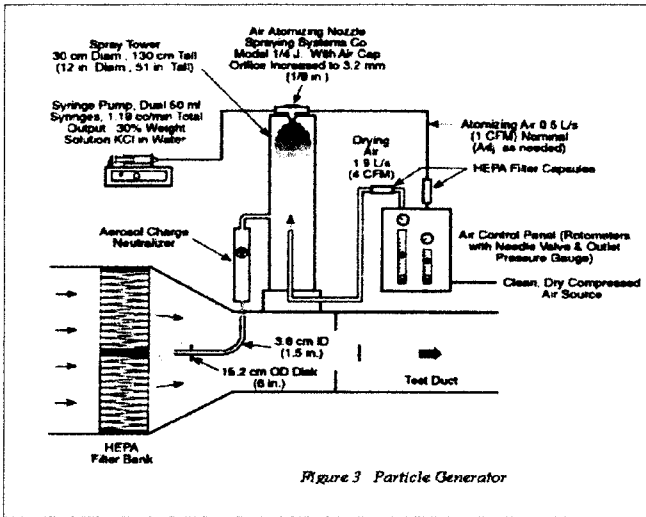 Air Atomizing Nozzle
Spraying Systems Co
Model 1/4 J. With Air Cap
Orifice Increased to 3.2 mm
(1/8 in.)
Spray Tower
30 cm Diam., 130 cm Tall
(12 in. Diam., 51 in. Tall)
Syringe Pump, Dual 50 ml
Syringes, 1.19 cc/min Total
Output 30% Weight
Solution KCl in Water
Drying
Air
1.9 L/s
(4 CFM)
Atomizing Air 0.5 L/s
(1 CFM) Nominal
(Adj. as needed)
HEPA Filter Capsules
Aerosol Charge
Neutralizer
Air Control Panel (Rotometers
with Needle Valve & Outlet
Pressure Gauge)
Clean, Dry Compressed
Air Source
3.8 cm ID
(1.5 in.)
15.2 cm OD Disk
(6 in.)
Test Duct
HEPA
Filter Bank
Figure 3 Particle Generator